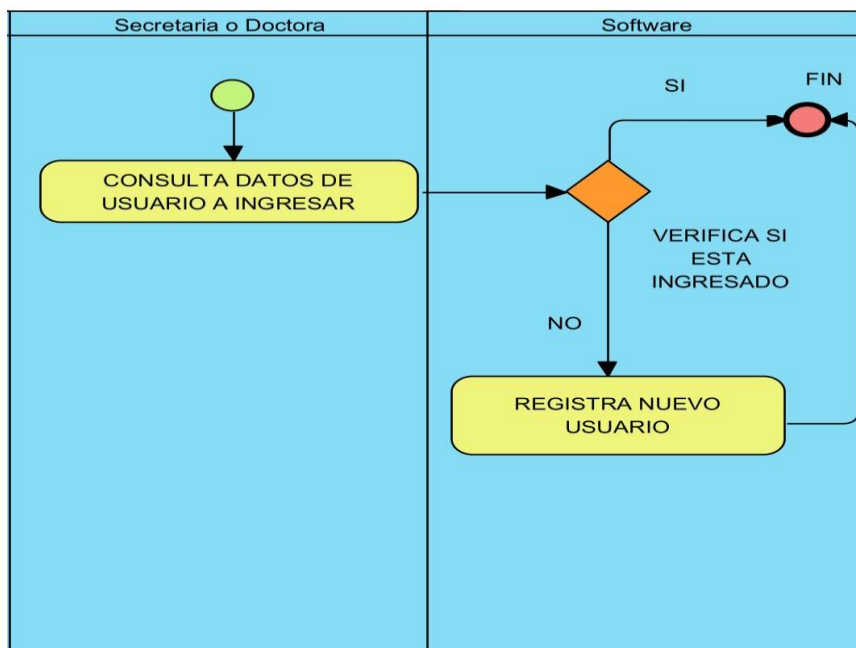 Secretaria o Doctora
Software
SI
FIN
CONSULTA DATOS DE
USUARIO A INGRESAR
VERIFICA SI
ESTA
INGRESADO
NO
REGISTRA NUEVO
USUARIO